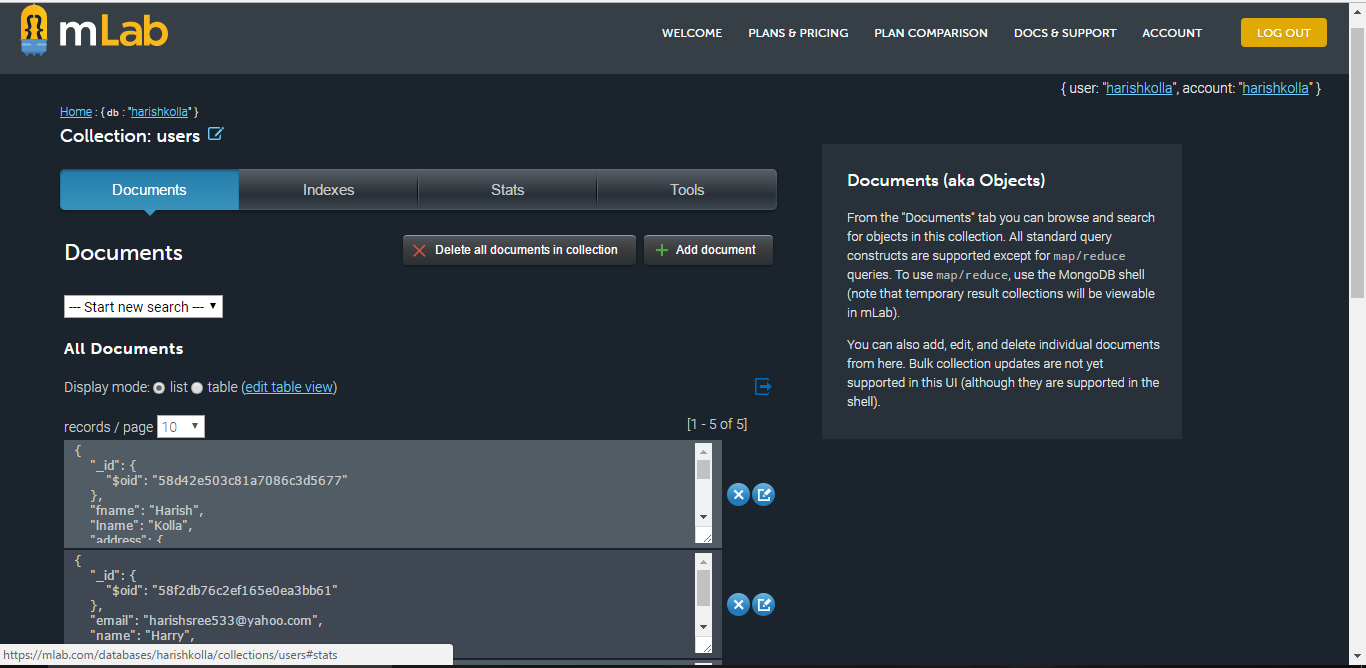 mLab
WELCOME PLANS & PRICING PLAN COMPARISON DOCS & SUPPORT ACCOUNT LOG OUT
{ user: "harishkolla", account: "harishkolla" }
Home : { db : "harishkolla" }
Collection: users
Documents Indexes Stats Tools
Documents
Delete all documents in collection
Add document
--- Start new search ---
All Documents
Display mode: list table (edit table view)
records / page 10
[1 - 5 of 5]
{
"_id": {
"$oid": "58d42e503c81a7086c3d5677"
},
"fname": "Harish",
"lname": "Kolla",
"address": {
{
"_id": {
"$oid": "58f2db76c2ef165e0ea3bb61"
},
"email": "harishsree533@yahoo.com",
"name": "Harry",
Documents (aka Objects)
From the "Documents" tab you can browse and search
for objects in this collection. All standard query
constructs are supported except for map/reduce
queries. To use map/reduce, use the MongoDB shell
(note that temporary result collections will be viewable
in mLab).
You can also add, edit, and delete individual documents
from here. Bulk collection updates are not yet
supported in this UI (although they are supported in the
shell).
https://mlab.com/databases/harishkolla/collections/users#stats